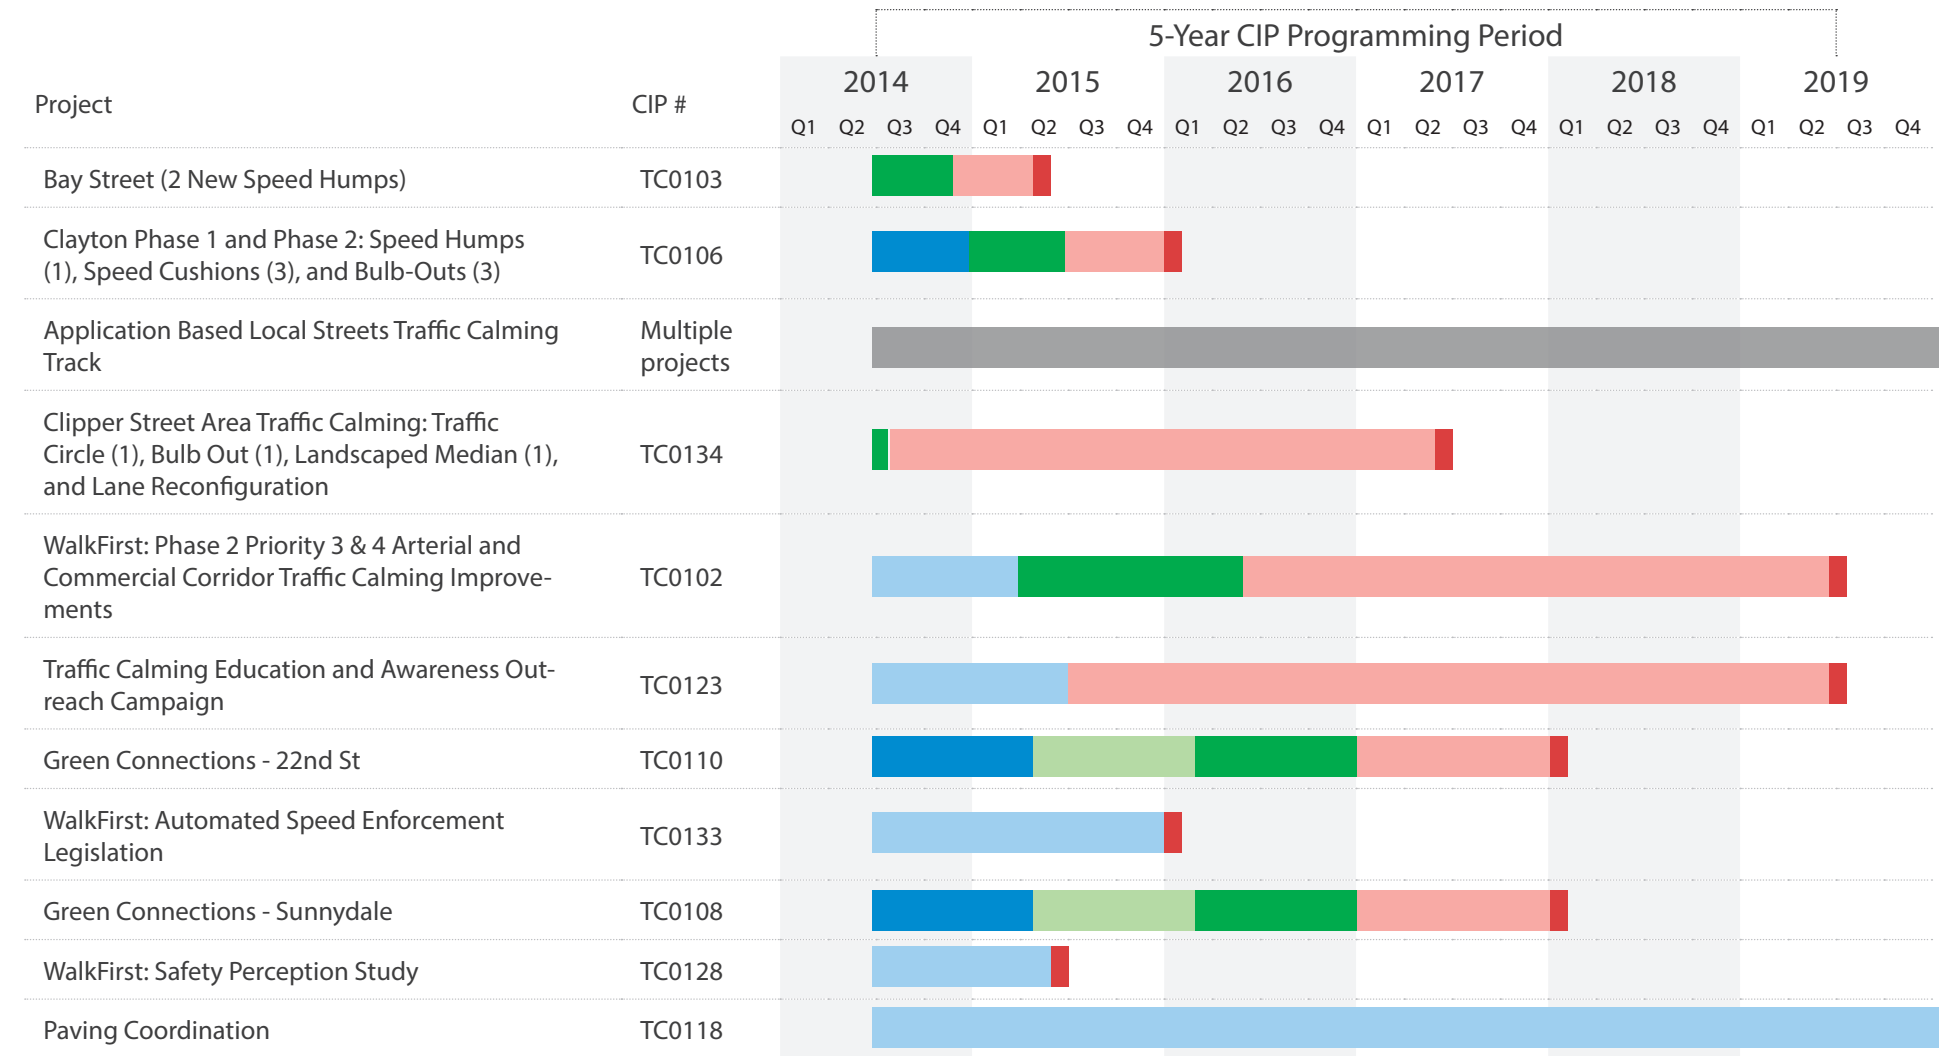 5-Year CIP Programming Period
2014 2015 2016 2017 2018 2019
Project CIP #
Q1 Q2 Q3 Q4 Q1 Q2 Q3 Q4 Q1 Q2 Q3 Q4 Q1 Q2 Q3 Q4 Q1 Q2 Q3 Q4 Q1 Q2 Q3 Q4
Bay Street (2 New Speed Humps) TC0103
Clayton Phase 1 and Phase 2: Speed Humps
(1), Speed Cushions (3), and Bulb-Outs (3)
TC0106
Application Based Local Streets Traffic Calming
Track
Multiple
projects
Clipper Street Area Traffic Calming: Traffic
Circle (1), Bulb Out (1), Landscaped Median (1),
and Lane Reconfiguration
TC0134
WalkFirst: Phase 2 Priority 3 & 4 Arterial and
Commercial Corridor Traffic Calming Improve-
ments
TC0102
Traffic Calming Education and Awareness Out-
reach Campaign
TC0123
Green Connections - 22nd St TC0110
WalkFirst: Automated Speed Enforcement
Legislation
TC0133
Green Connections - Sunnydale TC0108
WalkFirst: Safety Perception Study TC0128
Paving Coordination TC0118